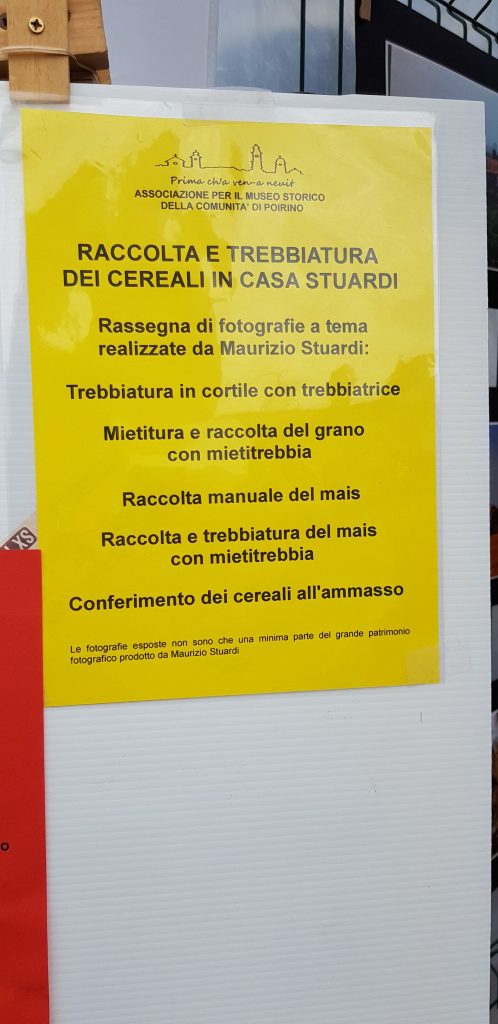 Prima ch'a ven-a neuit
ASSOCIAZIONE PER IL MUSEO STORICO
DELLA COMUNITA' DI POIRINO
RACCOLTA E TREBBIATURA
DEI CEREALI IN CASA STUARDI
Rassegna di fotografie a tema
realizzate da Maurizio Stuardi:
Trebbiatura in cortile con trebbiatrice
Mietitura e raccolta del grano
con mietitrebbia
Raccolta manuale del mais
Raccolta e trebbiatura del mais
con mietitrebbia
Conferimento dei cereali all'ammasso
Le fotografie esposte non sono che una minima parte del grande patrimonio
fotografico prodotto da Maurizio Stuardi
o